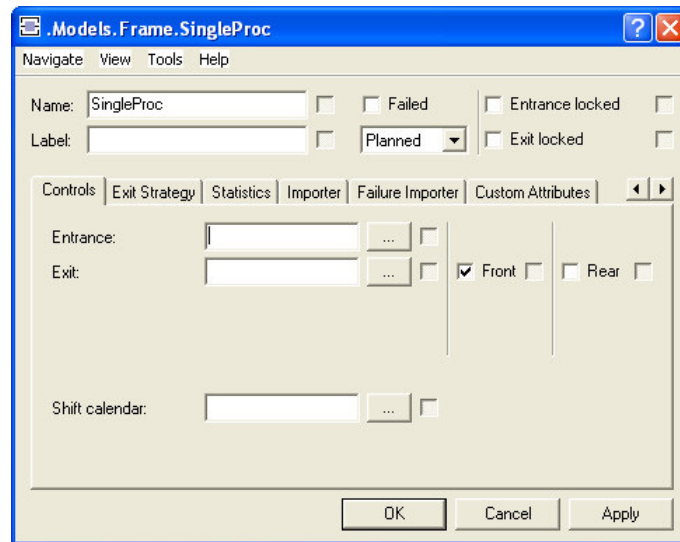 .Models.Frame.SingleProc
Navigate View Tools Help
Name: SingleProc Failed Entrance locked
Label: Planned Exit locked
Controls Exit Strategy Statistics Importer Failure Importer Custom Attributes
Entrance: ...
Exit: ... Front Rear
Shift calendar: ...
OK Cancel Apply